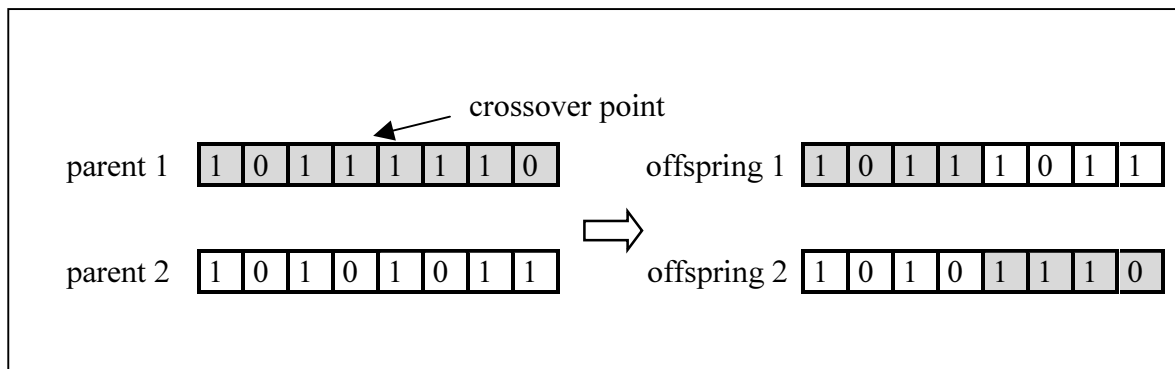 crossover point
parent 1 1 0 1 1 1 1 1 0 offspring 1 1 0 1 1 1 0 1 1
parent 2 1 0 1 0 1 0 1 1 offspring 2 1 0 1 0 1 1 1 0